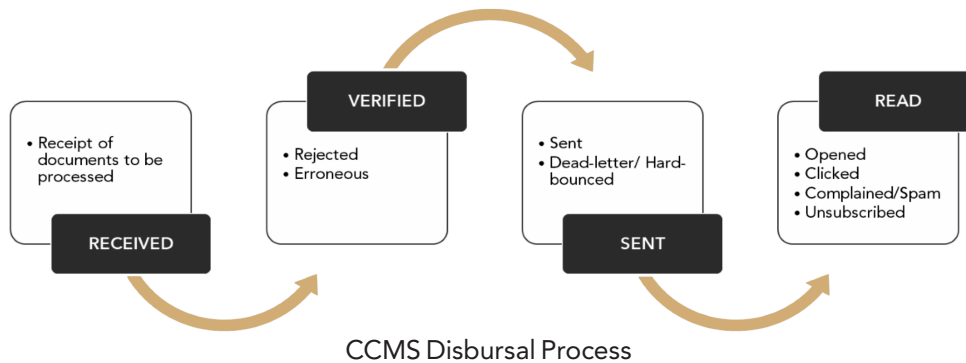 • Receipt of
documents to be
processed
RECEIVED
VERIFIED
• Rejected
• Erroneous
• Sent
• Dead-letter/ Hard-
bounced
SENT
READ
• Opened
• Clicked
• Complained/Spam
• Unsubscribed
CCMS Disbursal Process